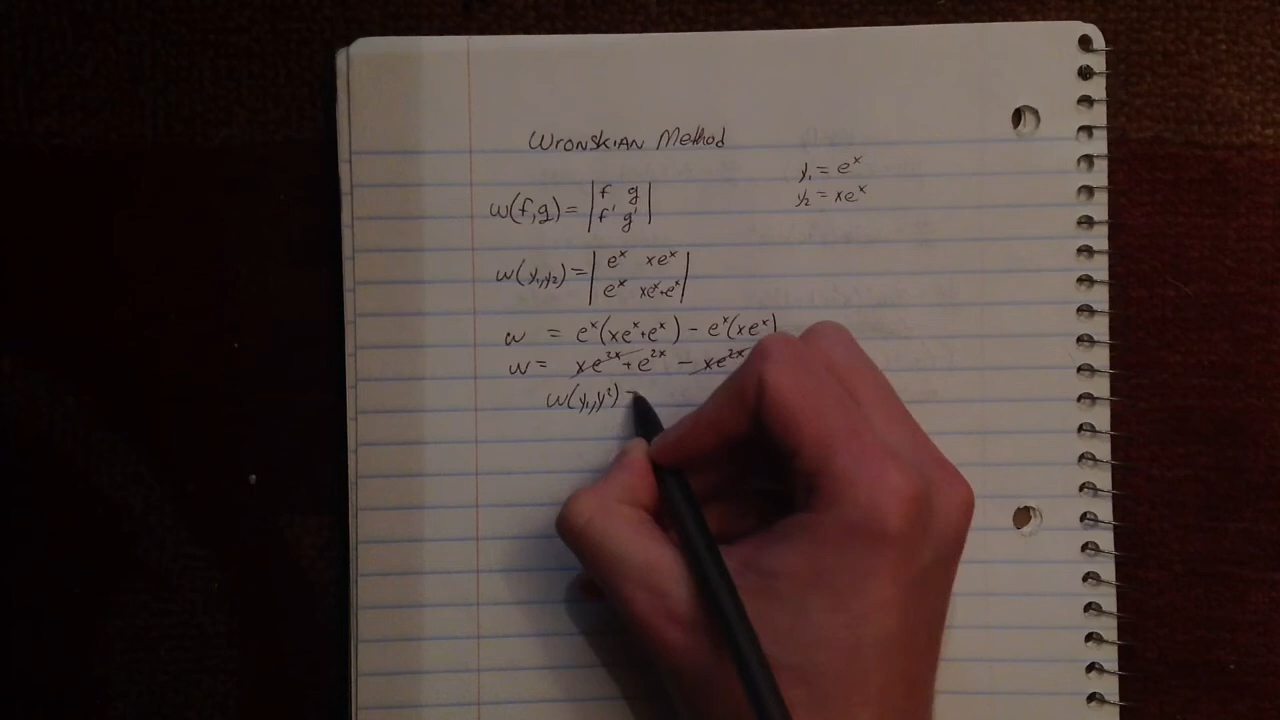 Wronskian Method
y₁ = eˣ
y₂ = xeˣ
w(f,g) = | f g |
| f' g' |
w(y₁,y₂) = | eˣ xeˣ |
| eˣ xeˣ+eˣ |
w = eˣ(xeˣ+eˣ) − eˣ(xeˣ)
w = xe²ˣ + e²ˣ − xe²ˣ
w(y₁,y²) =